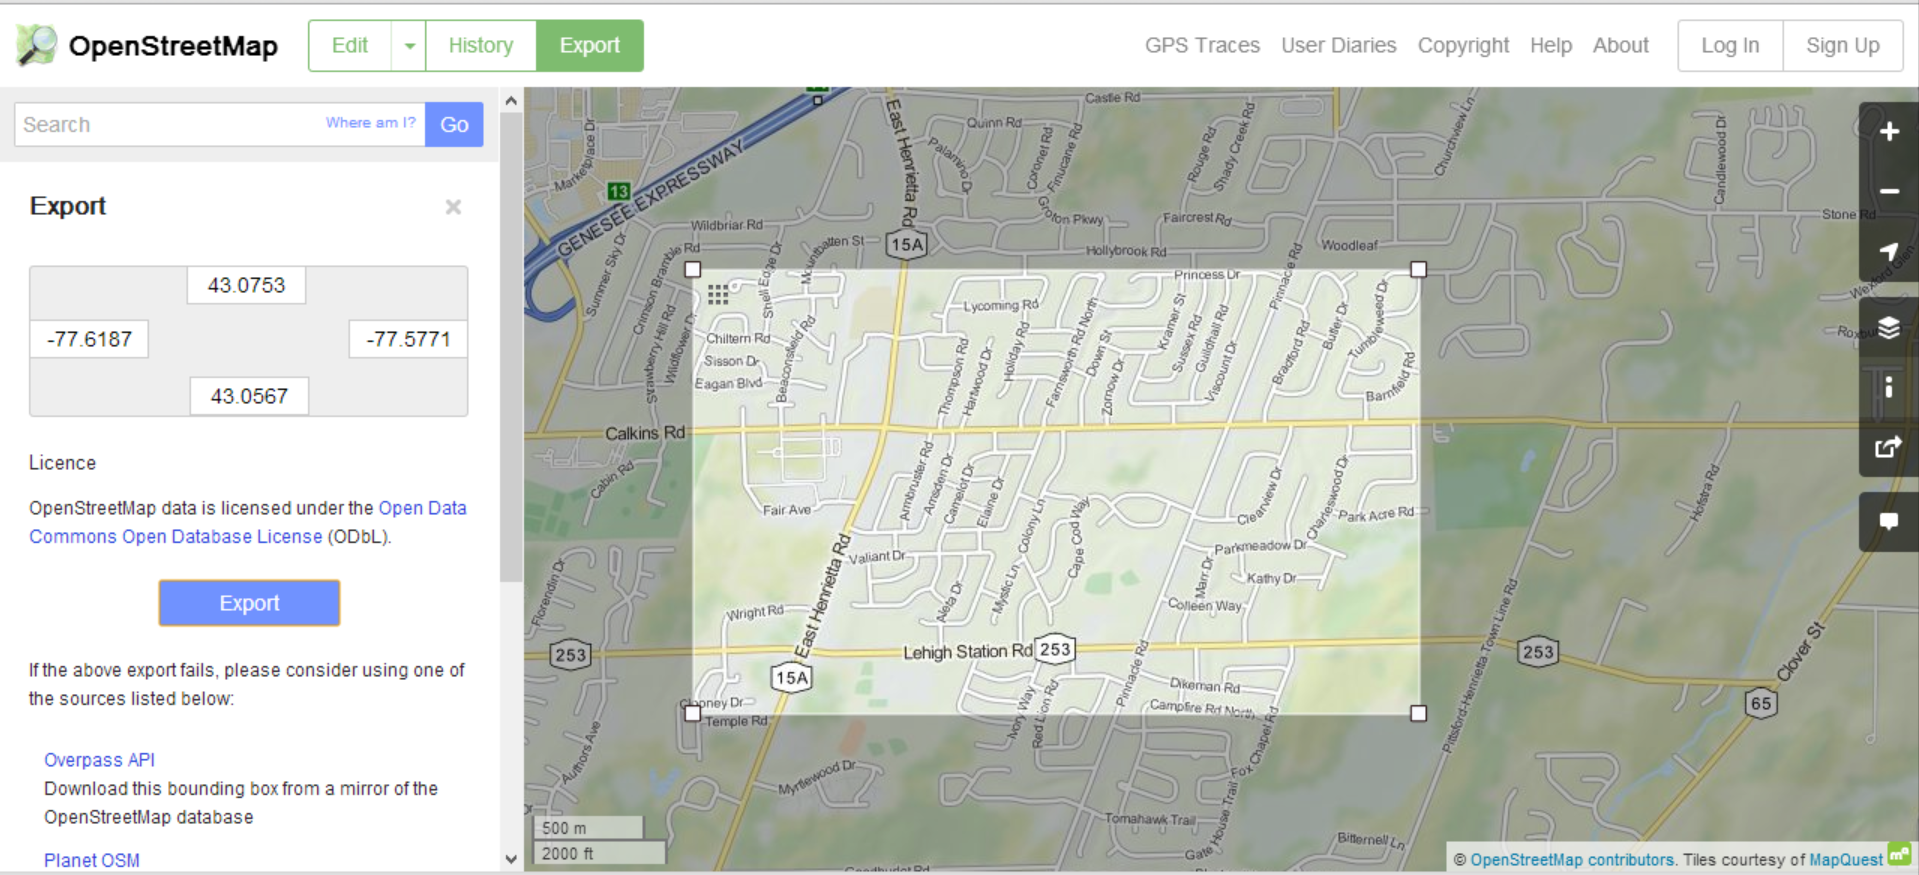 OpenStreetMap
Edit
History
Export
GPS Traces
User Diaries
Copyright
Help
About
Log In
Sign Up
Search
Where am I?
Go
Export
43.0753
-77.6187
-77.5771
43.0567
Licence
OpenStreetMap data is licensed under the Open Data
Commons Open Database License (ODbL).
Export
If the above export fails, please consider using one of
the sources listed below:
Overpass API
Download this bounding box from a mirror of the
OpenStreetMap database
Planet OSM
Castle Rd
Quinn Rd
Palamino Dr
Coronet Rd
Finucane Rd
Rouge Rd
Shady Creek Rd
Churchview Ln
Candlewood Dr
Marketplace Dr
13
GENESEE EXPRESSWAY
East Henrietta Rd
Grofon Pkwy
Faircrest Rd
Stone Rd
Wildbriar Rd
15A
Hollybrook Rd
Woodleaf
Summer Sky Dr
Crimson Bramble Rd
Shell Edge Dr
Pinnacle Rd
Princess Dr
Strawberry Hill Rd
Lycoming Rd
Chiltern Rd
Sisson Dr
Eagan Blvd
Beaconsfield Rd
Thompson Rd
Hartwood Dr
Holiday Rd
Farnsworth Rd North
Down St
Zornow Dr
Kramer St
Sussex Rd
Guildhall Rd
Viscount Dr
Bradford Rd
Butler Dr
Tumbleweed Dr
Barnfield Rd
Calkins Rd
Cabin Rd
Fair Ave
Armbruster Rd
Amsden Dr
Camelot Dr
Elaine Dr
Colony Ln
Cape Cod Way
Clearview Dr
Charleswood Dr
Park Acre Rd
Hofstra Rd
Valiant Dr
Parkmeadow Dr
Kathy Dr
Marr Dr
Colleen Way
Florendin Dr
East Henrietta Rd
Wright Rd
Aleta Dr
Mystic Ln
253
Lehigh Station Rd
253
253
Pinnacle Rd
Pittsford-Henrietta Town Line Rd
Clover St
15A
65
Dikeman Rd
Campfire Rd North
Temple Rd
Ivory Way
Red Lion Rd
Fox Chapel Rd
Authors Ave
Myrtlewood Dr
Tomahawk Trail
Gate House Trail
Bitternell Ln
500 m
2000 ft
© OpenStreetMap contributors. Tiles courtesy of MapQuest